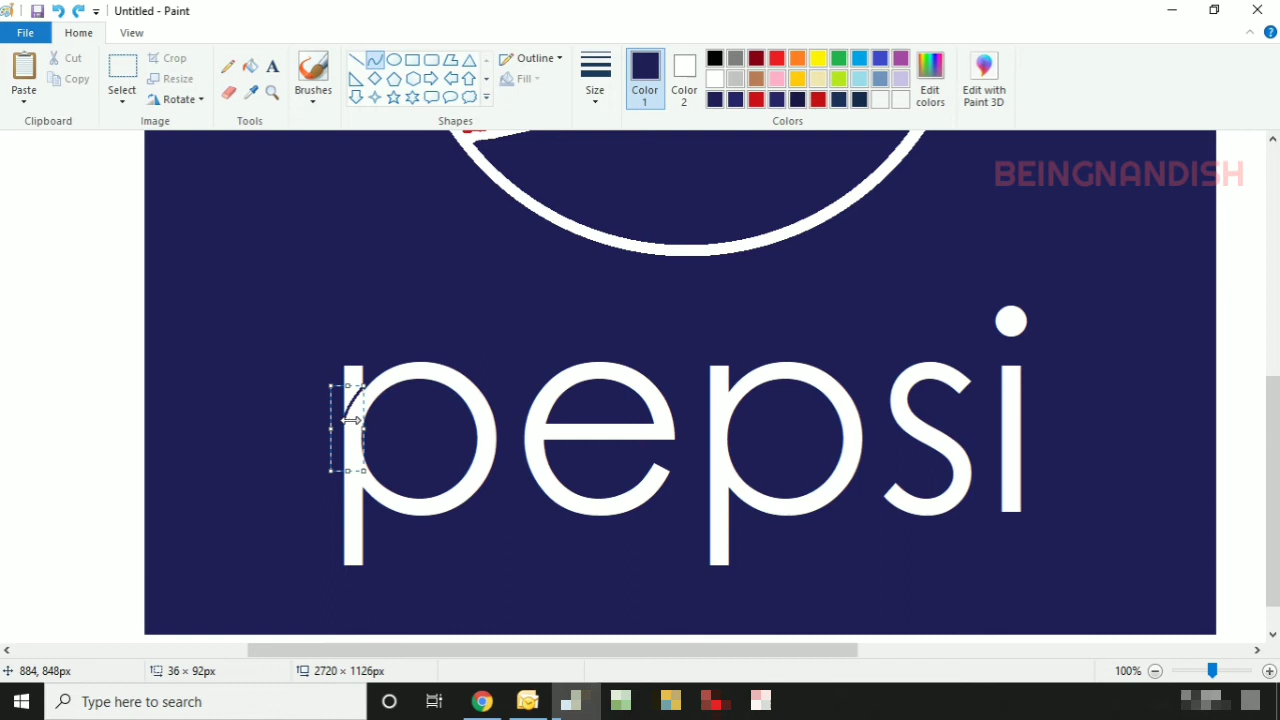 Untitled - Paint
File
Home
View
Paste
Cut
Copy
Clipboard
Select
Crop
Resize
Rotate
Image
Tools
Brushes
Outline
Fill
Shapes
Size
Color 1
Color 2
Edit colors
Edit with Paint 3D
Colors
BEINGNANDISH
pepsi
884, 848px
36 × 92px
2720 × 1126px
100%
Type here to search